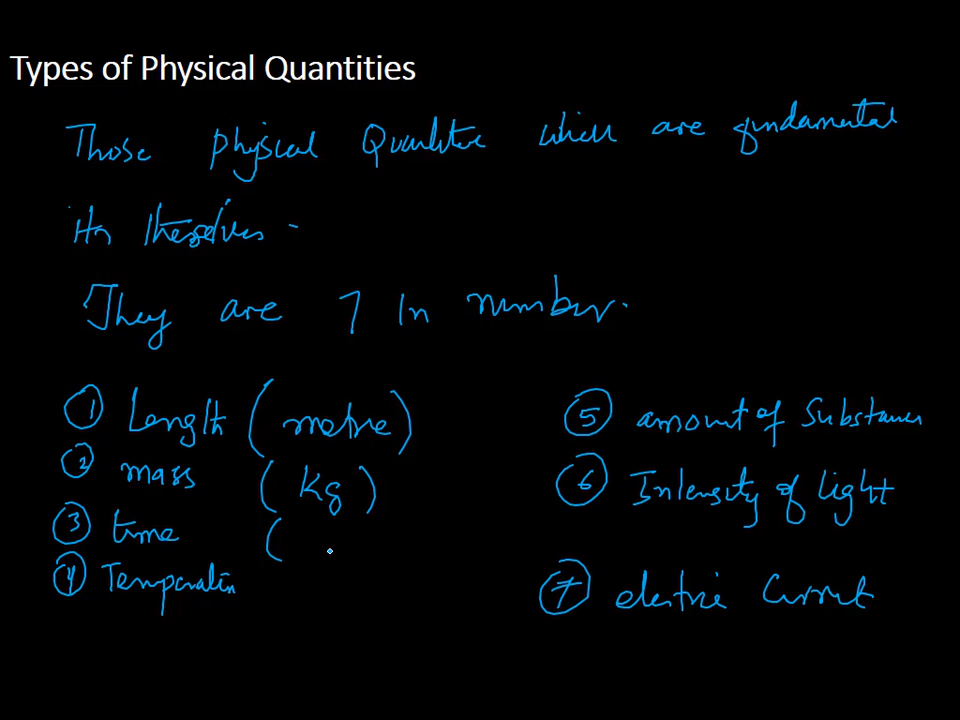 Types of Physical Quantities
Those physical Quantities which are fundamental
in themselves.
They are 7 in number.
① Length (metre)
② mass (Kg)
③ time (
④ Temperature
⑤ amount of Substance
⑥ Intensity of light
⑦ electric Current